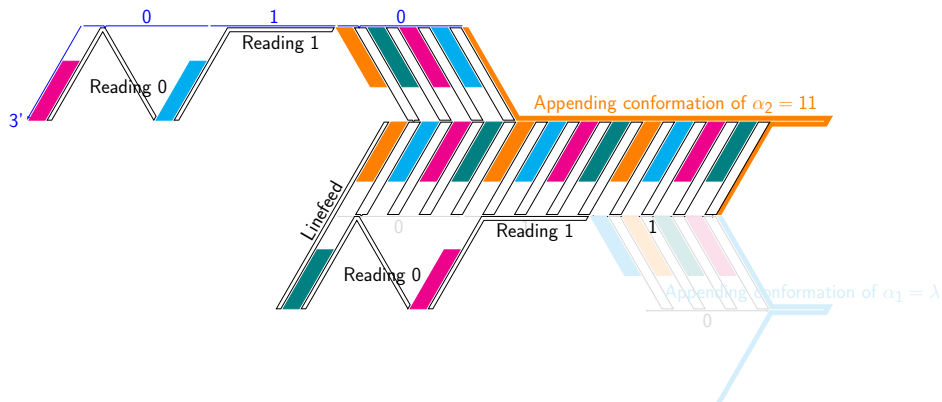 0 1 0
Reading 1
Reading 0
Appending conformation of α₂ = 11
3'
Linefeed
0 1 1
Reading 1
Reading 0
Appending conformation of α₁ = λ
0